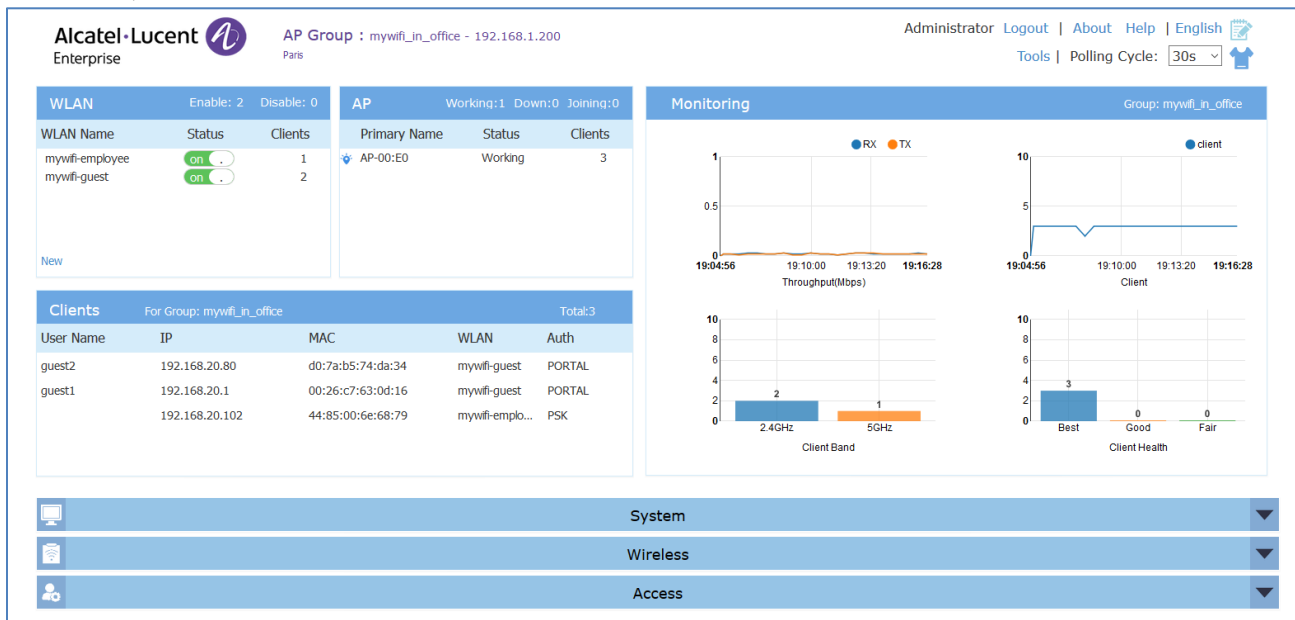 Alcatel·Lucent
Enterprise
AP Group : mywifi_in_office - 192.168.1.200
Paris
Administrator Logout | About Help | English
Tools | Polling Cycle: 30s
WLAN Enable: 2 Disable: 0
WLAN Name Status Clients
mywifi-employee on . 1
mywifi-guest on . 2
New
AP Working:1 Down:0 Joining:0
Primary Name Status Clients
AP-00:E0 Working 3
Clients For Group: mywifi_in_office Total:3
User Name IP MAC WLAN Auth
guest2 192.168.20.80 d0:7a:b5:74:da:34 mywifi-guest PORTAL
guest1 192.168.20.1 00:26:c7:63:0d:16 mywifi-guest PORTAL
192.168.20.102 44:85:00:6e:68:79 mywifi-emplo... PSK
Monitoring Group: mywifi_in_office
RX TX
1
0.5
0
19:04:56 19:10:00 19:13:20 19:16:28
Throughput(Mbps)
client
10
5
0
19:04:56 19:10:00 19:13:20 19:16:28
Client
10
8
6
4
2
0
2
1
2.4GHz 5GHz
Client Band
10
8
6
4
2
0
3
0
0
Best Good Fair
Client Health
System
Wireless
Access